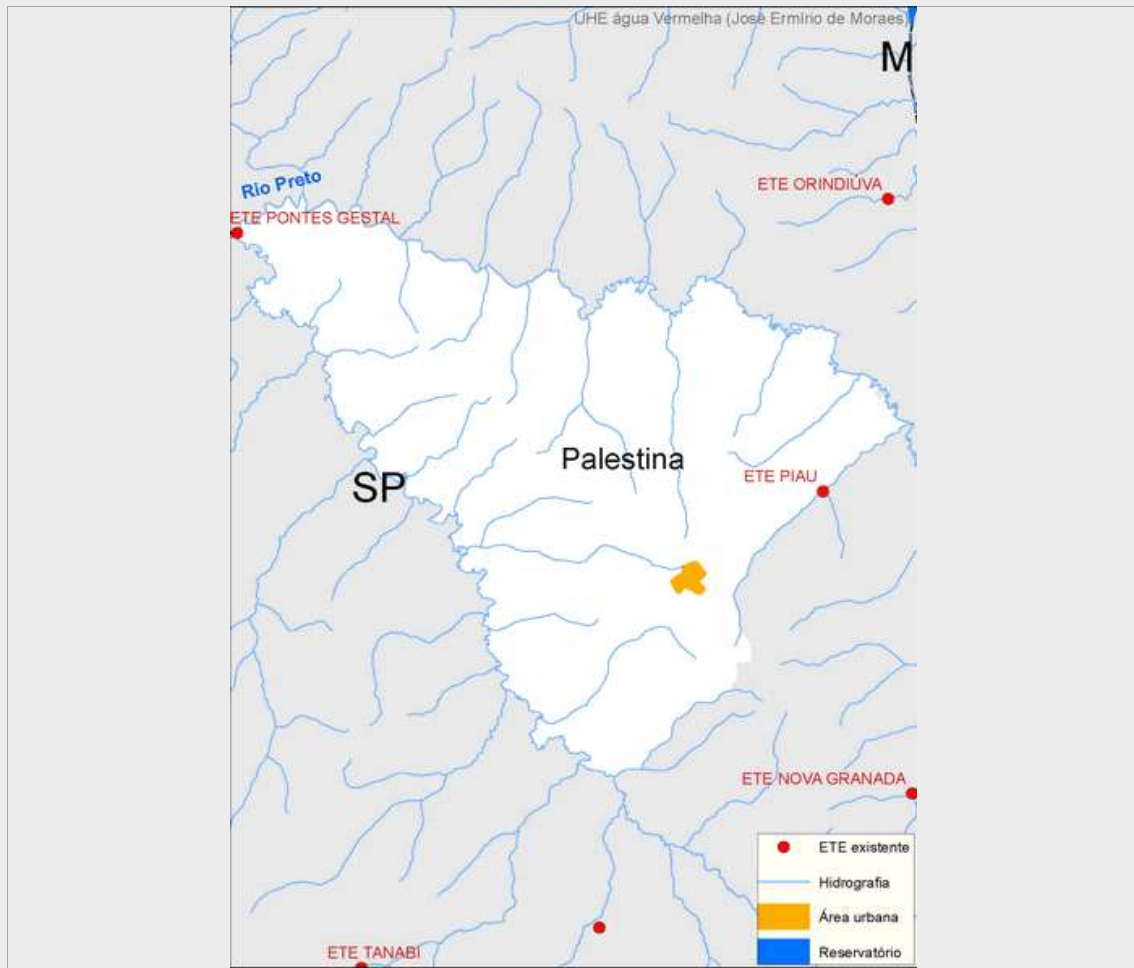 UHE água Vermelha (José Ermírio de Moraes)
M
ETE ORINDIÚVA
Rio Preto
ETE PONTES GESTAL
Palestina
ETE PIAU
SP
ETE NOVA GRANADA
ETE existente
Hidrografia
Área urbana
Reservatório
ETE TANABI